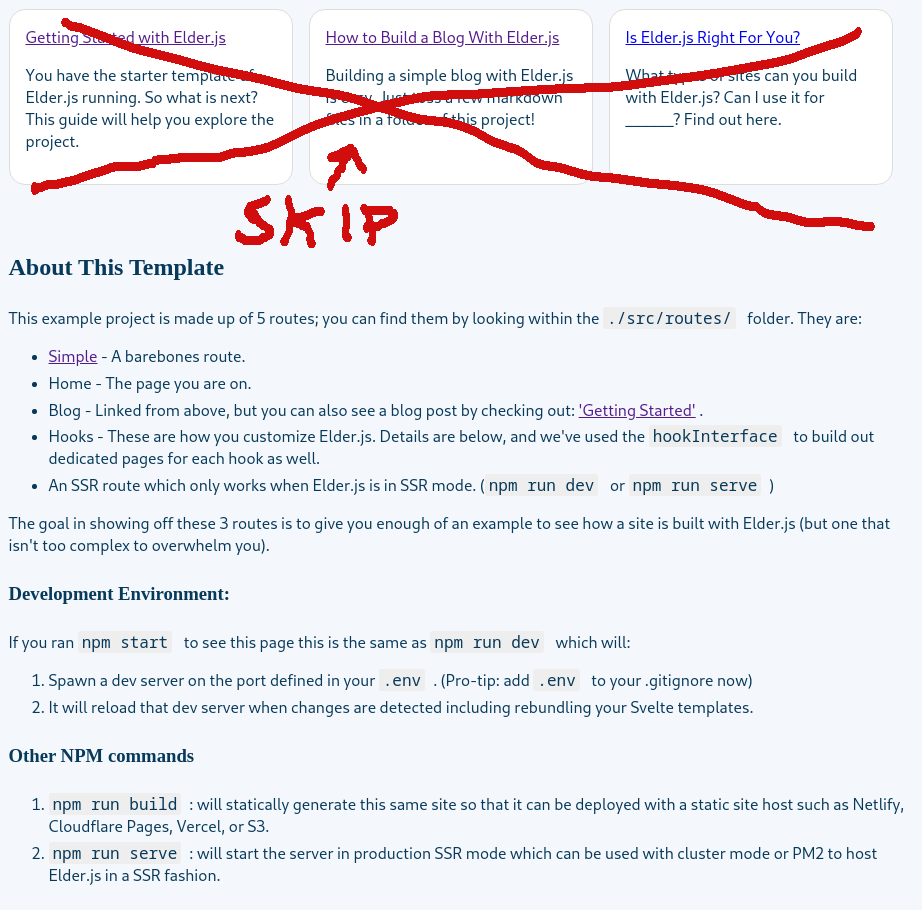 Getting Started with Elder.js
You have the starter template of
Elder.js running. So what is next?
This guide will help you explore the
project.
How to Build a Blog With Elder.js
Building a simple blog with Elder.js
is easy. Just toss a few markdown
files in a folder of this project!
Is Elder.js Right For You?
What types of sites can you build
with Elder.js? Can I use it for
______? Find out here.
SKIP
About This Template
This example project is made up of 5 routes; you can find them by looking within the ./src/routes/ folder. They are:
• Simple - A barebones route.
• Home - The page you are on.
• Blog - Linked from above, but you can also see a blog post by checking out: 'Getting Started' .
• Hooks - These are how you customize Elder.js. Details are below, and we've used the hookInterface to build out
dedicated pages for each hook as well.
• An SSR route which only works when Elder.js is in SSR mode. ( npm run dev or npm run serve )
The goal in showing off these 3 routes is to give you enough of an example to see how a site is built with Elder.js (but one that
isn't too complex to overwhelm you).
Development Environment:
If you ran npm start to see this page this is the same as npm run dev which will:
1. Spawn a dev server on the port defined in your .env . (Pro-tip: add .env to your .gitignore now)
2. It will reload that dev server when changes are detected including rebundling your Svelte templates.
Other NPM commands
1. npm run build : will statically generate this same site so that it can be deployed with a static site host such as Netlify,
Cloudflare Pages, Vercel, or S3.
2. npm run serve : will start the server in production SSR mode which can be used with cluster mode or PM2 to host
Elder.js in a SSR fashion.